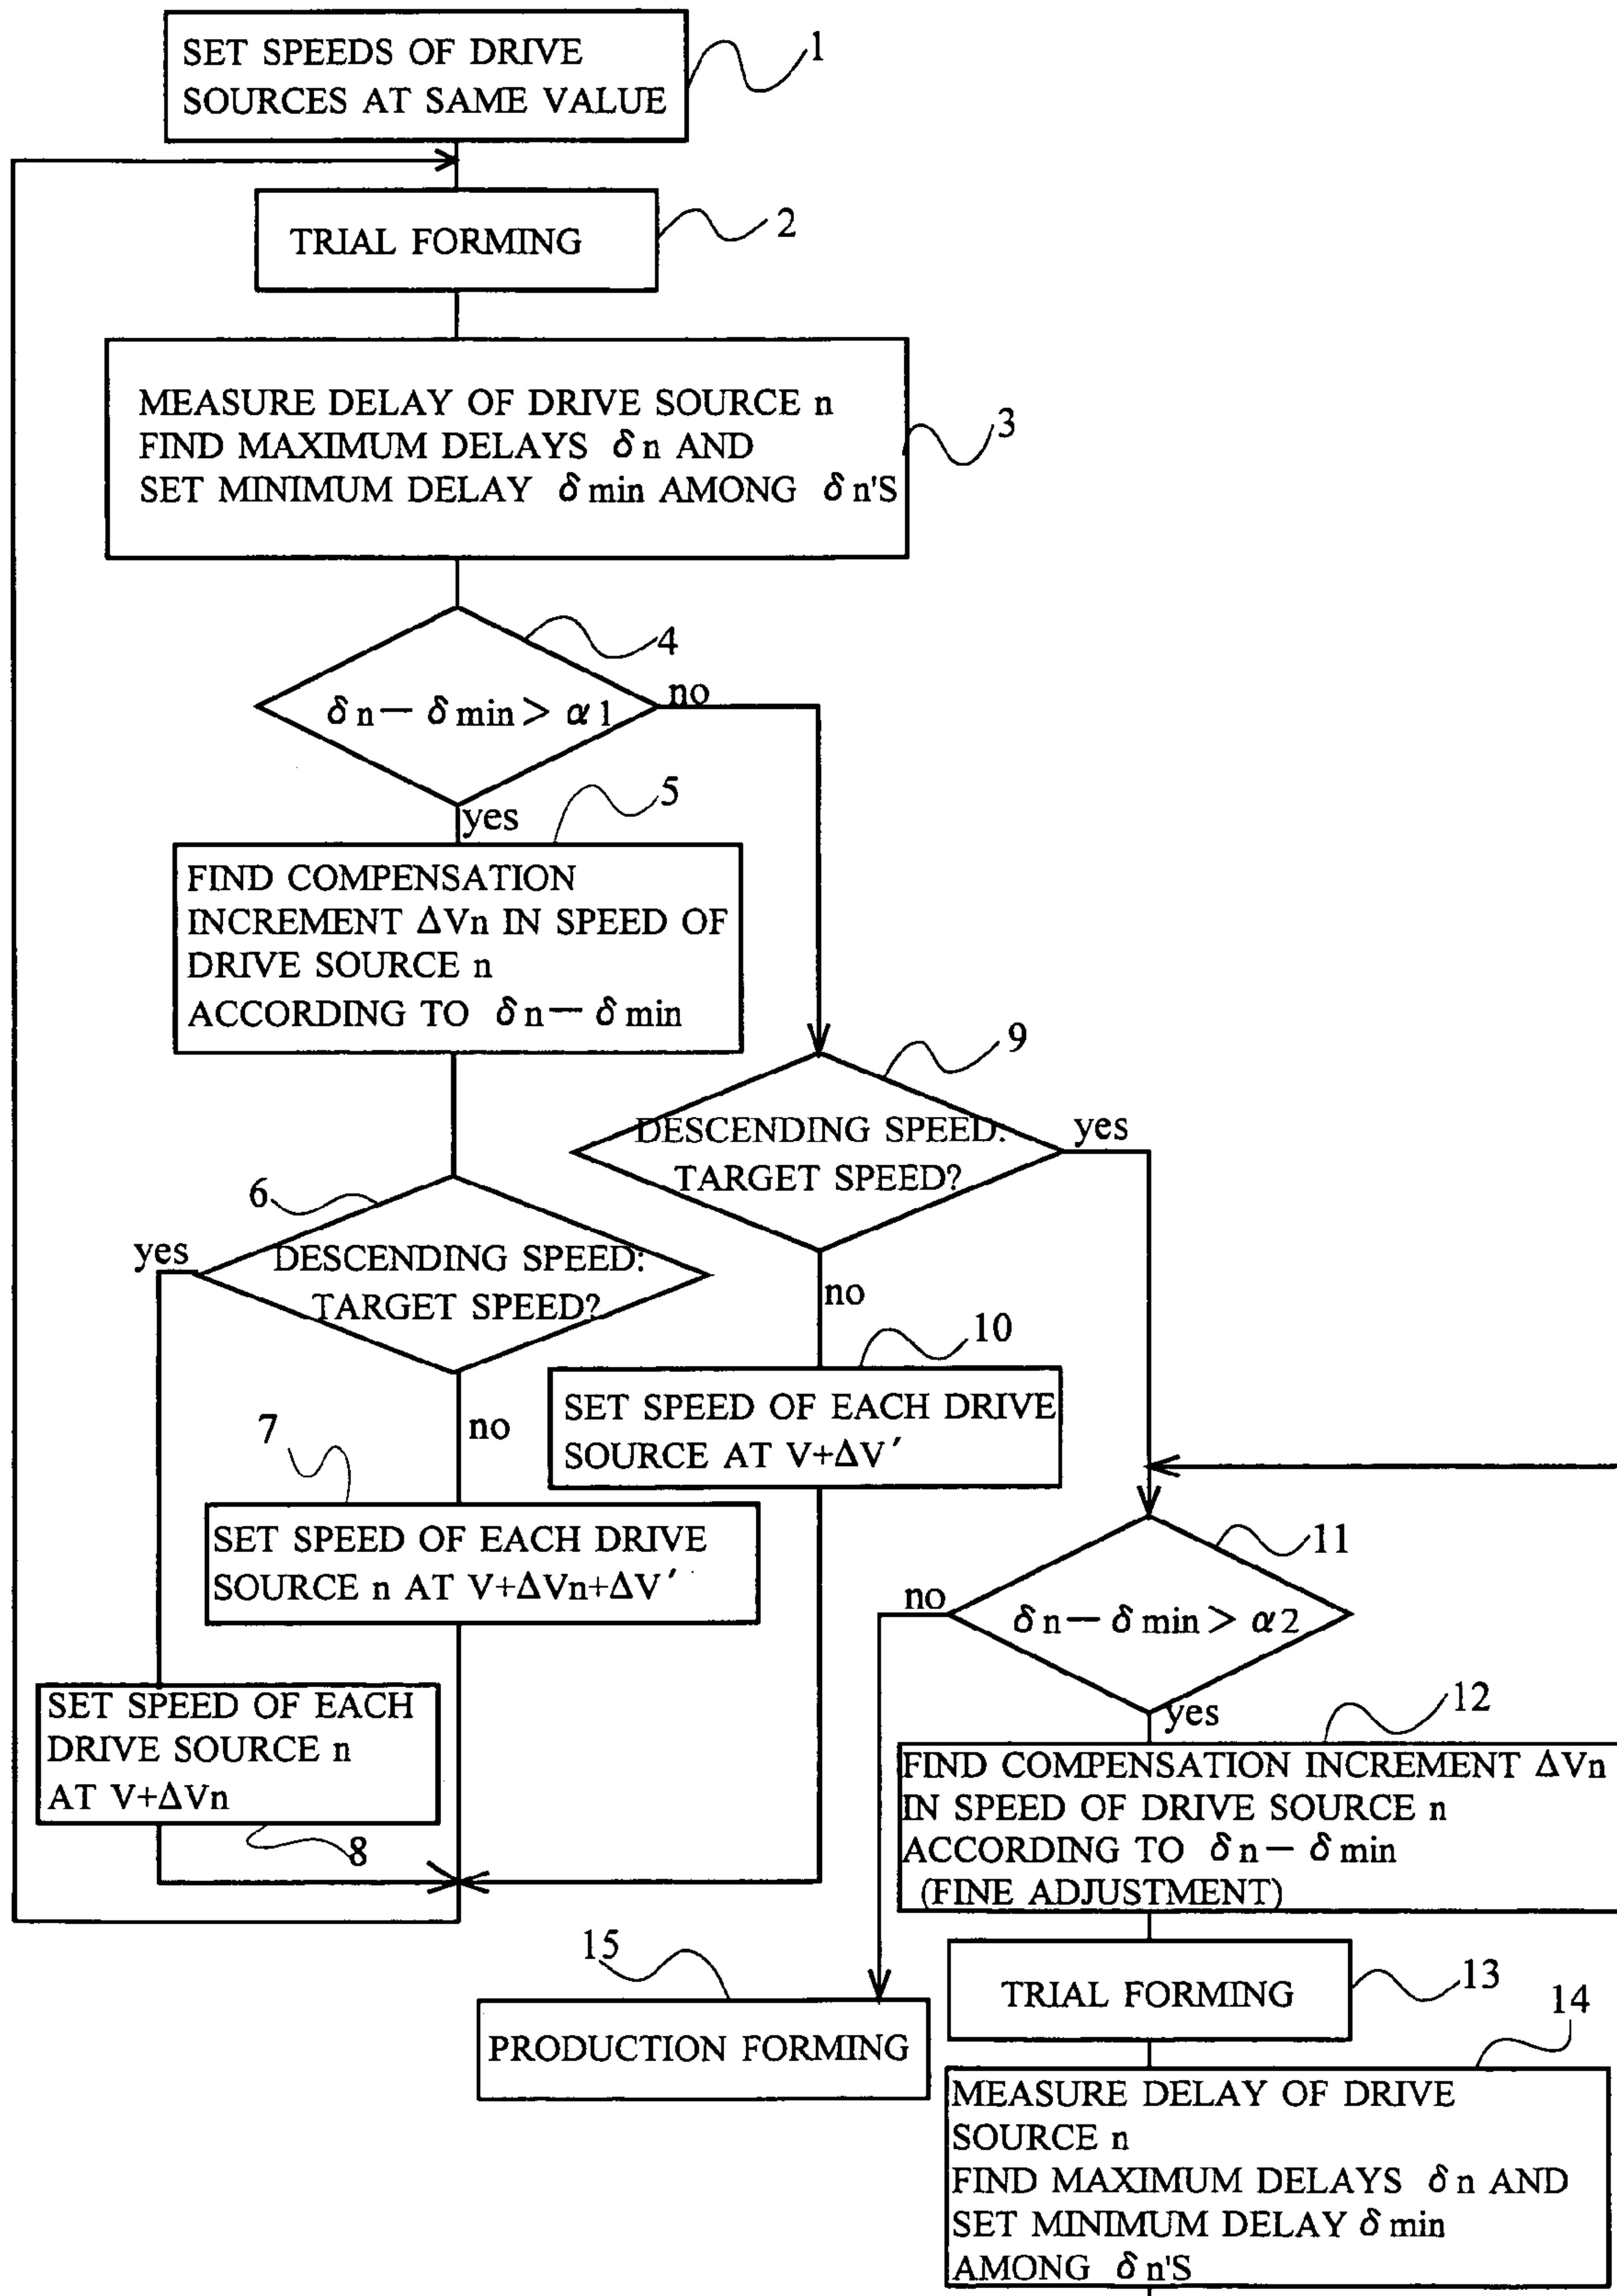 SET SPEEDS OF DRIVE
SOURCES AT SAME VALUE
1
TRIAL FORMING
2
MEASURE DELAY OF DRIVE SOURCE n
FIND MAXIMUM DELAYS δn AND
SET MINIMUM DELAY δmin AMONG δn'S
3
4
δn− δmin> α1
no
yes
5
FIND COMPENSATION
INCREMENT ΔVn IN SPEED OF
DRIVE SOURCE n
ACCORDING TO δn− δmin
9
DESCENDING SPEED:
TARGET SPEED?
yes
no
6
yes
DESCENDING SPEED:
TARGET SPEED?
no
10
SET SPEED OF EACH DRIVE
SOURCE AT V+ΔV′
7
SET SPEED OF EACH DRIVE
SOURCE n AT V+ΔVn+ΔV′
11
no
δn− δmin> α2
yes
SET SPEED OF EACH
DRIVE SOURCE n
AT V+ΔVn
8
12
FIND COMPENSATION INCREMENT ΔVn
IN SPEED OF DRIVE SOURCE n
ACCORDING TO δn− δmin
(FINE ADJUSTMENT)
15
PRODUCTION FORMING
TRIAL FORMING
13
14
MEASURE DELAY OF DRIVE
SOURCE n
FIND MAXIMUM DELAYS δn AND
SET MINIMUM DELAY δmin
AMONG δn'S